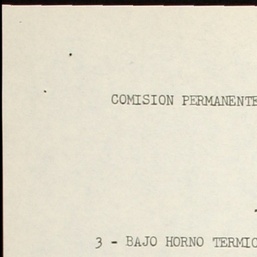 COMISION PERMANENTE
3 - BAJO HORNO TERMIC